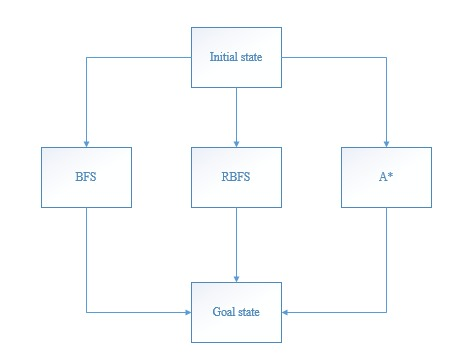 Initial state
BFS
RBFS
A*
Goal state